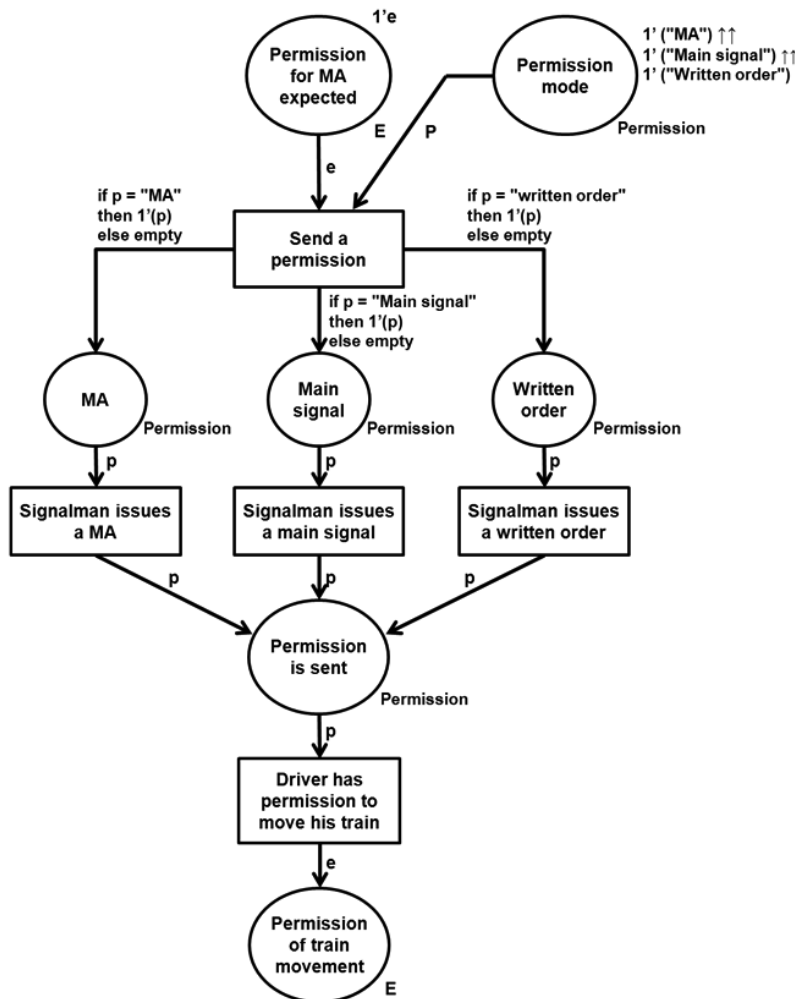 1'e
Permission
for MA
expected
E
Permission
mode
1' ("MA") ↑↑
1' ("Main signal") ↑↑
1' ("Written order")
Permission
P
e
if p = "MA"
then 1'(p)
else empty
Send a
permission
if p = "written order"
then 1'(p)
else empty
if p = "Main signal"
then 1'(p)
else empty
MA
Permission
Main
signal
Permission
Written
order
Permission
p
p
p
Signalman issues
a MA
Signalman issues
a main signal
Signalman issues
a written order
p
p
p
Permission
is sent
Permission
p
Driver has
permission to
move his train
e
Permission
of train
movement
E